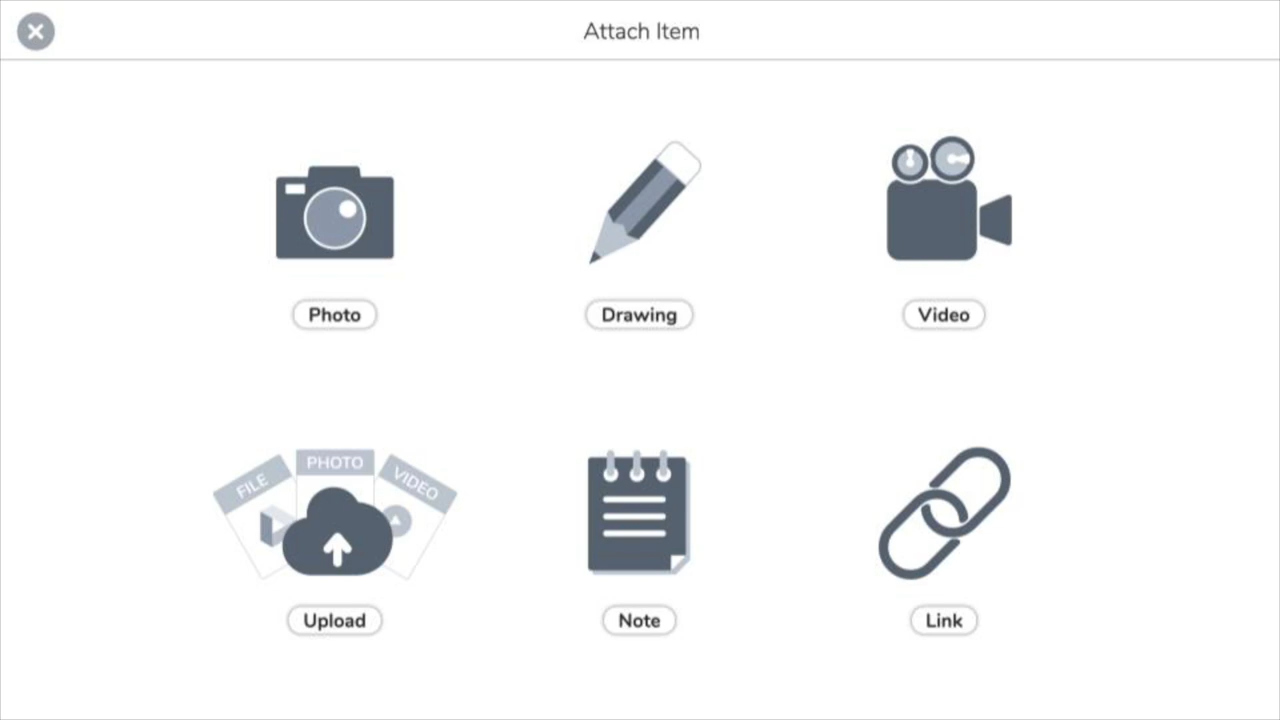 Attach Item
Photo
Drawing
Video
FILE
PHOTO
VIDEO
Upload
Note
Link